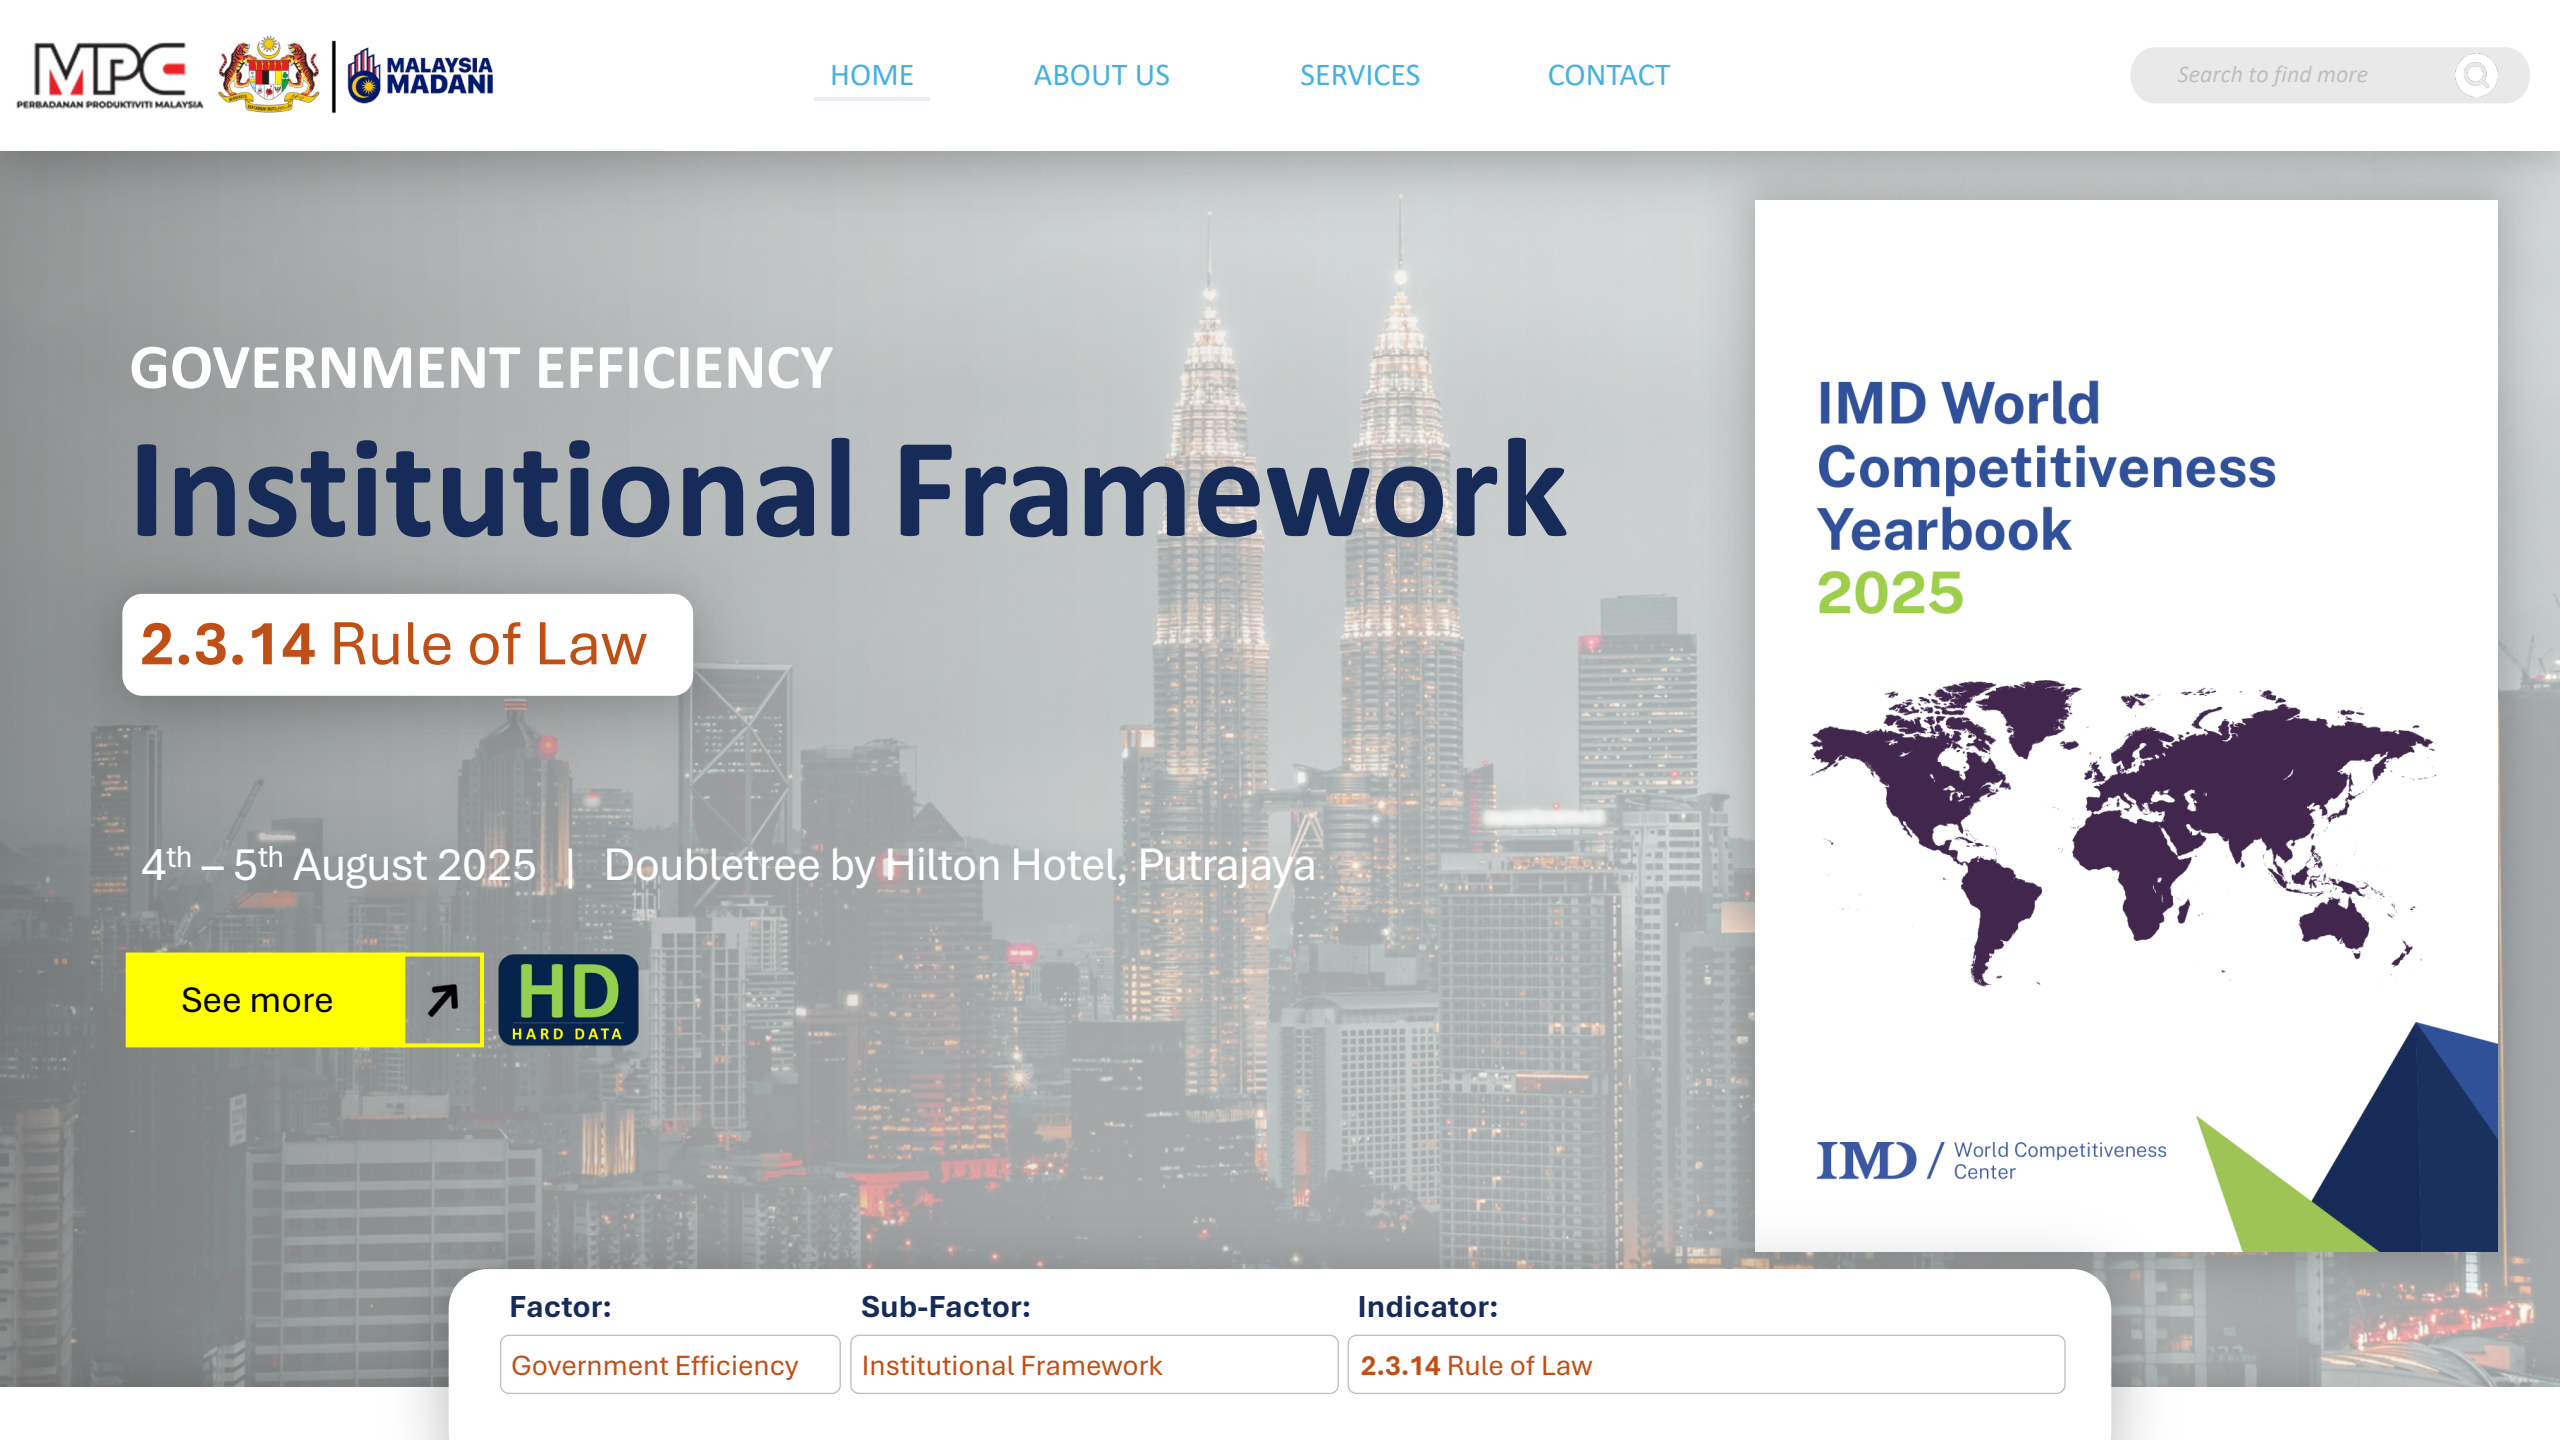 MPC
PERBADANAN PRODUKTIVITI MALAYSIA
MALAYSIA
MADANI
HOME
ABOUT US
SERVICES
CONTACT
Search to find more
GOVERNMENT EFFICIENCY
Institutional Framework
2.3.14 Rule of Law
4th – 5th August 2025 | Doubletree by Hilton Hotel, Putrajaya
See more
HD
HARD DATA
IMD World
Competitiveness
Yearbook
2025
IMD / World Competitiveness
Center
Factor:
Sub-Factor:
Indicator:
Government Efficiency
Institutional Framework
2.3.14 Rule of Law